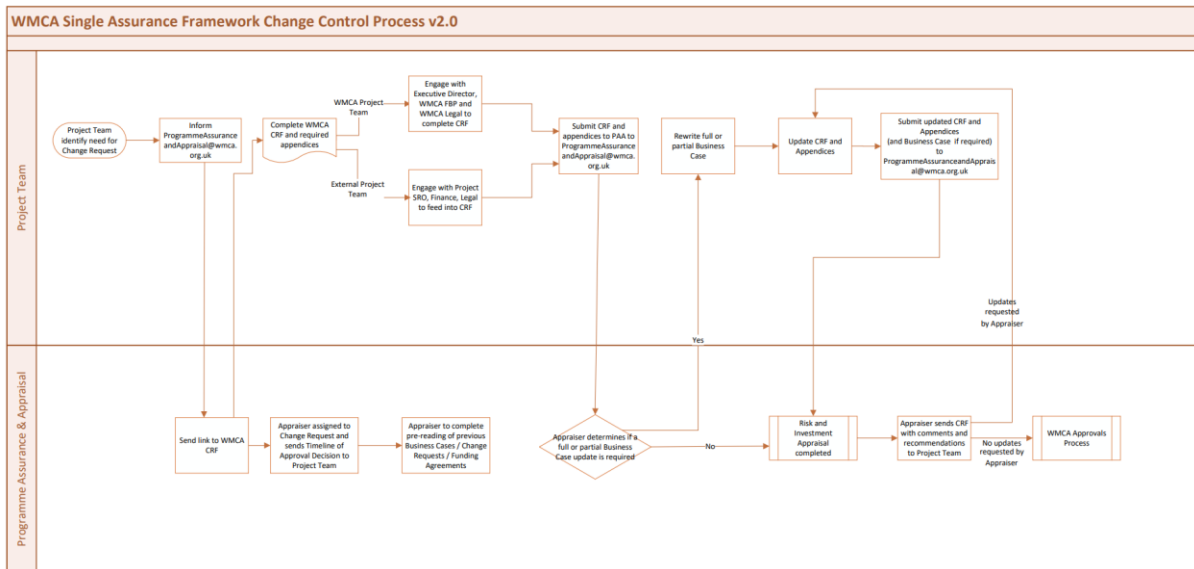 WMCA Single Assurance Framework Change Control Process v2.0
Project Team
Project Team
identify need for
Change Request
Inform
ProgrammeAssurance
andAppraisal@wmca.
org.uk
Complete WMCA
CRF and required
appendices
WMCA Project
Team
External Project
Team
Engage with
Executive Director,
WMCA FBP and
WMCA Legal to
complete CRF
Engage with Project
SRO, Finance, Legal
to feed into CRF
Submit CRF and
appendices to PAA to
ProgrammeAssurance
andAppraisal@wmca.
org.uk
Rewrite full or
partial Business
Case
Update CRF and
Appendices
Submit updated CRF and
Appendices
(and Business Case if required)
to
ProgrammeAssuranceandApprais
al@wmca.org.uk
Updates
requested
by Appraiser
Yes
Programme Assurance & Appraisal
Send link to WMCA
CRF
Appraiser assigned to
Change Request and
sends Timeline of
Approval Decision to
Project Team
Appraiser to complete
pre-reading of previous
Business Cases / Change
Requests / Funding
Agreements
Appraiser determines if a
full or partial Business
Case update is required
No
Risk and
Investment
Appraisal
completed
Appraiser sends CRF
with comments and
recommendations
to Project Team
No updates
requested by
Appraiser
WMCA Approvals
Process